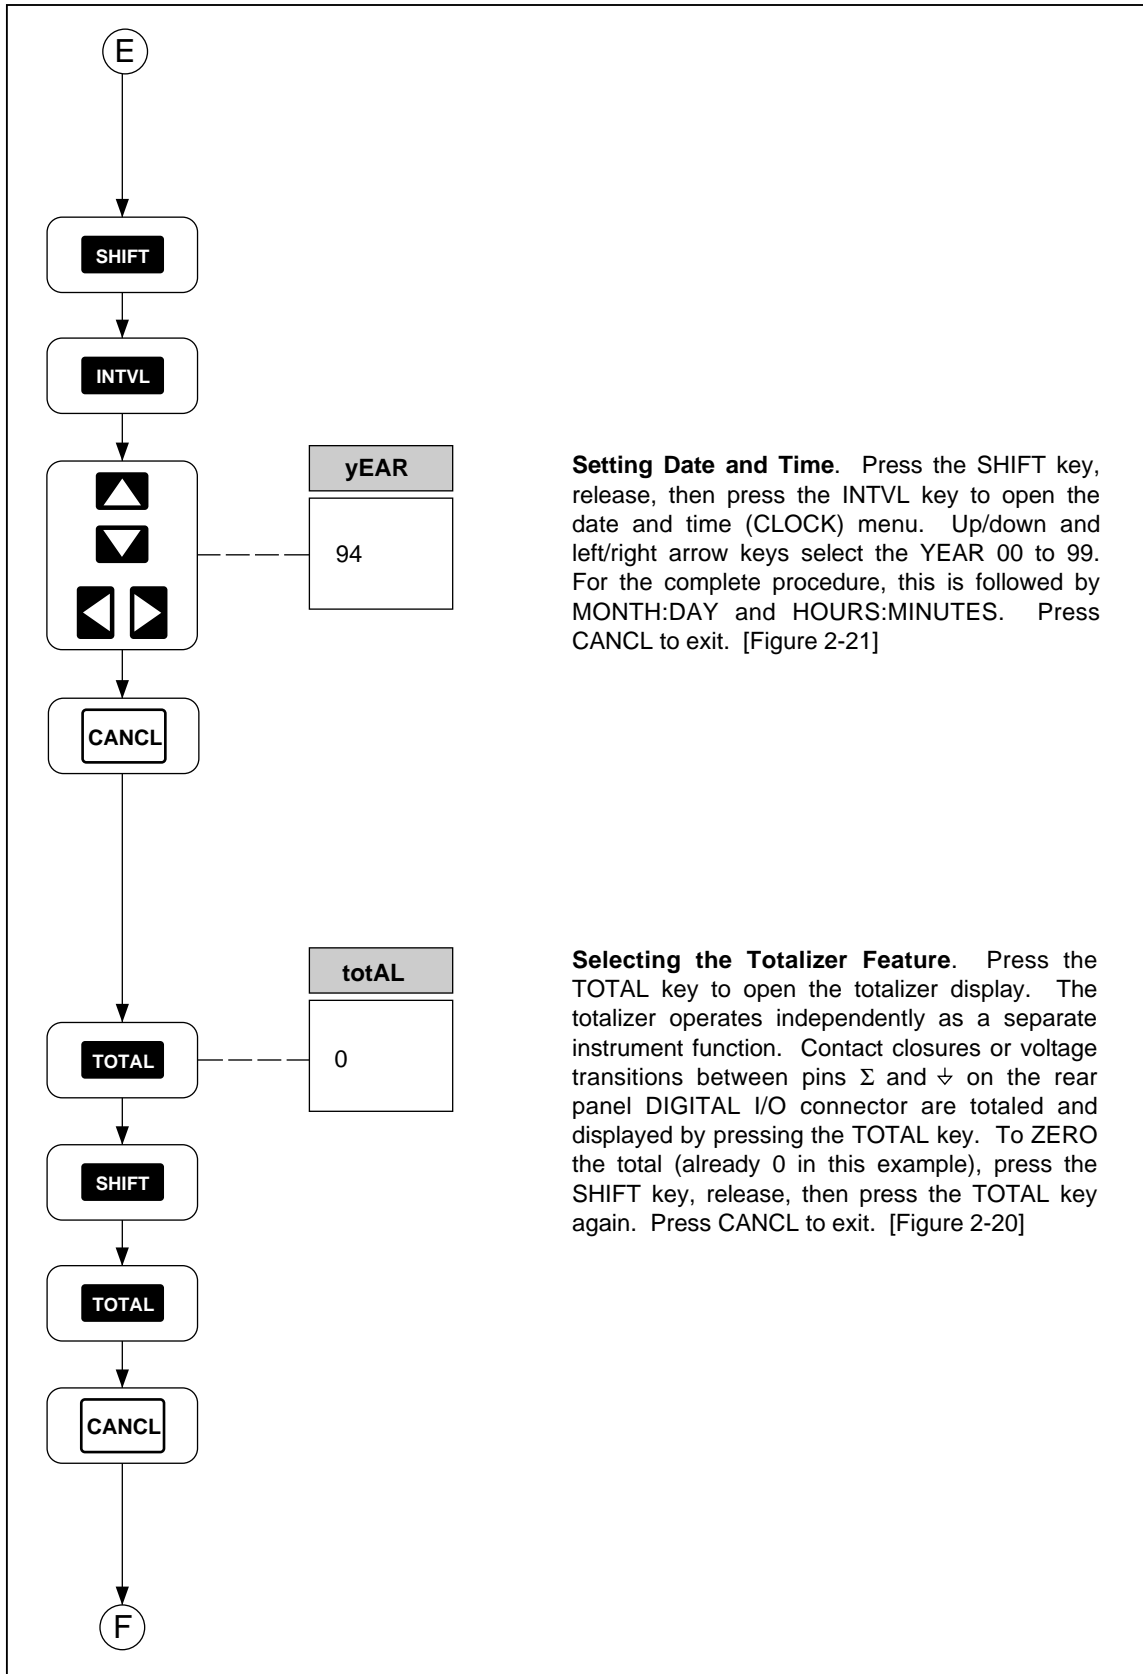 E
SHIFT
INTVL
yEAR
94
Setting Date and Time. Press the SHIFT key,
release, then press the INTVL key to open the
date and time (CLOCK) menu. Up/down and
left/right arrow keys select the YEAR 00 to 99.
For the complete procedure, this is followed by
MONTH:DAY and HOURS:MINUTES. Press
CANCL to exit. [Figure 2-21]
CANCL
totAL
0
Selecting the Totalizer Feature. Press the
TOTAL key to open the totalizer display. The
totalizer operates independently as a separate
instrument function. Contact closures or voltage
transitions between pins Σ and ⏚ on the rear
panel DIGITAL I/O connector are totaled and
displayed by pressing the TOTAL key. To ZERO
the total (already 0 in this example), press the
SHIFT key, release, then press the TOTAL key
again. Press CANCL to exit. [Figure 2-20]
TOTAL
SHIFT
TOTAL
CANCL
F